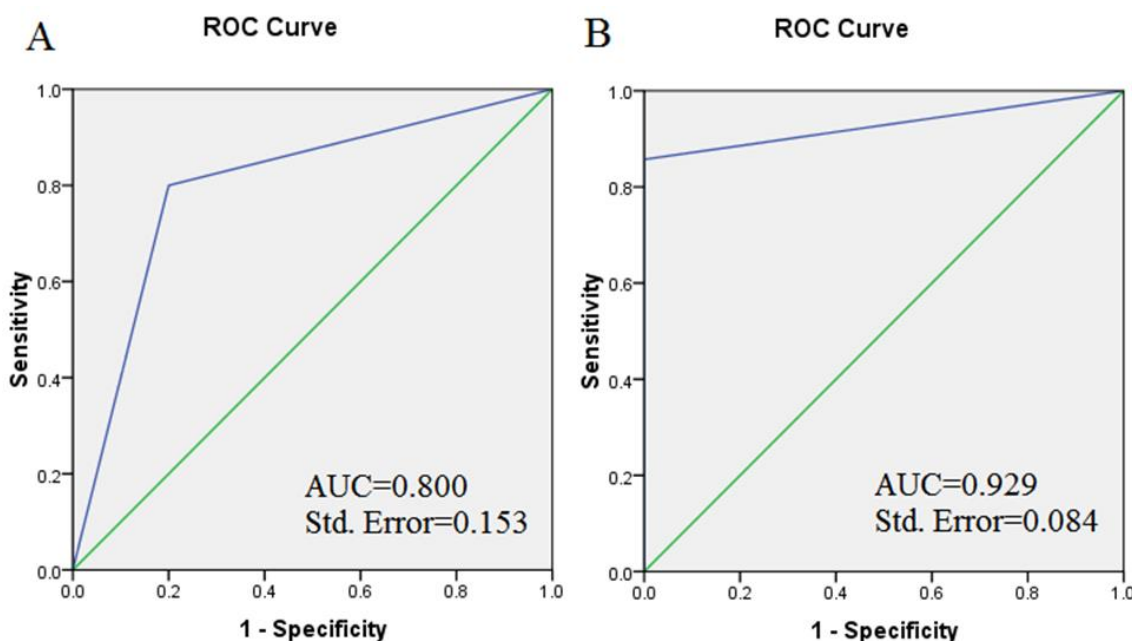 A
ROC Curve
1.0
0.8
0.6
0.4
0.2
0.0
Sensitivity
0.0 0.2 0.4 0.6 0.8 1.0
1 - Specificity
AUC=0.800
Std. Error=0.153
B
ROC Curve
1.0
0.8
0.6
0.4
0.2
0.0
Sensitivity
0.0 0.2 0.4 0.6 0.8 1.0
1 - Specificity
AUC=0.929
Std. Error=0.084